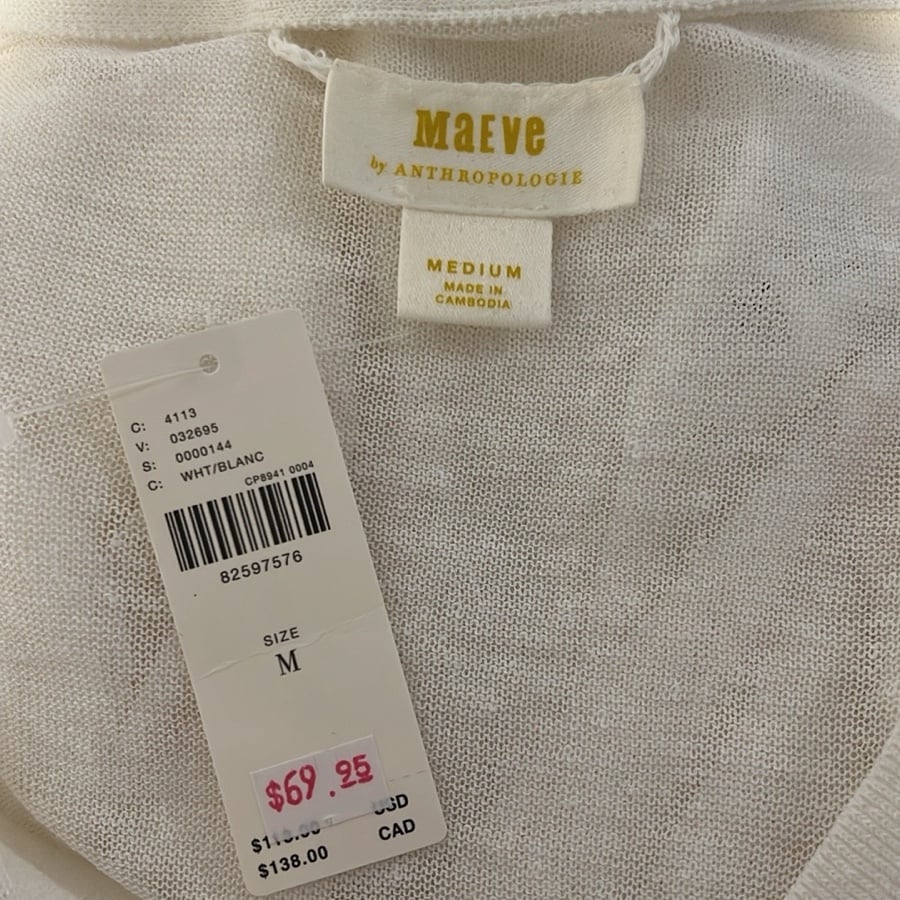 MaEve
by ANTHROPOLOGIE
MEDIUM
MADE IN
CAMBODIA
C: 4113
V: 032695
S: 0000144
C: WHT/BLANC
CP8941 0004
82597576
SIZE
M
$69.95
USD
$138.00 CAD